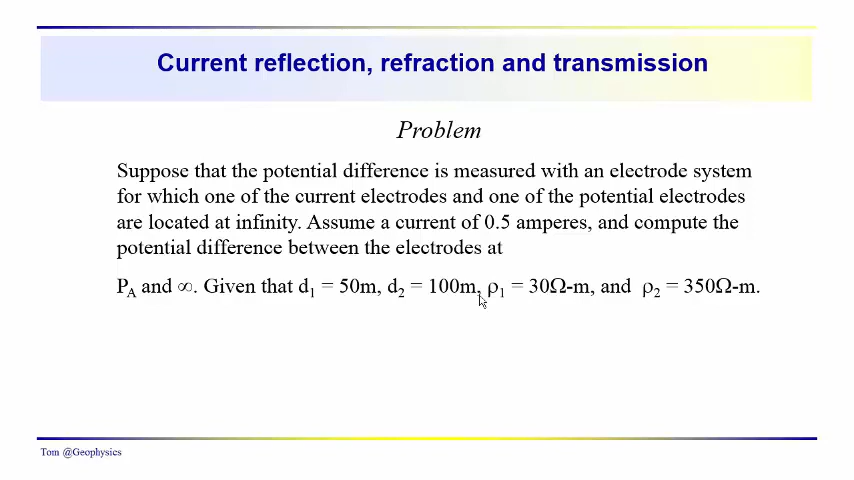 Current reflection, refraction and transmission
Problem
Suppose that the potential difference is measured with an electrode system
for which one of the current electrodes and one of the potential electrodes
are located at infinity. Assume a current of 0.5 amperes, and compute the
potential difference between the electrodes at
P_A and ∞. Given that d₁ = 50m, d₂ = 100m, ρ₁ = 30Ω-m, and ρ₂ = 350Ω-m.
Tom @Geophysics